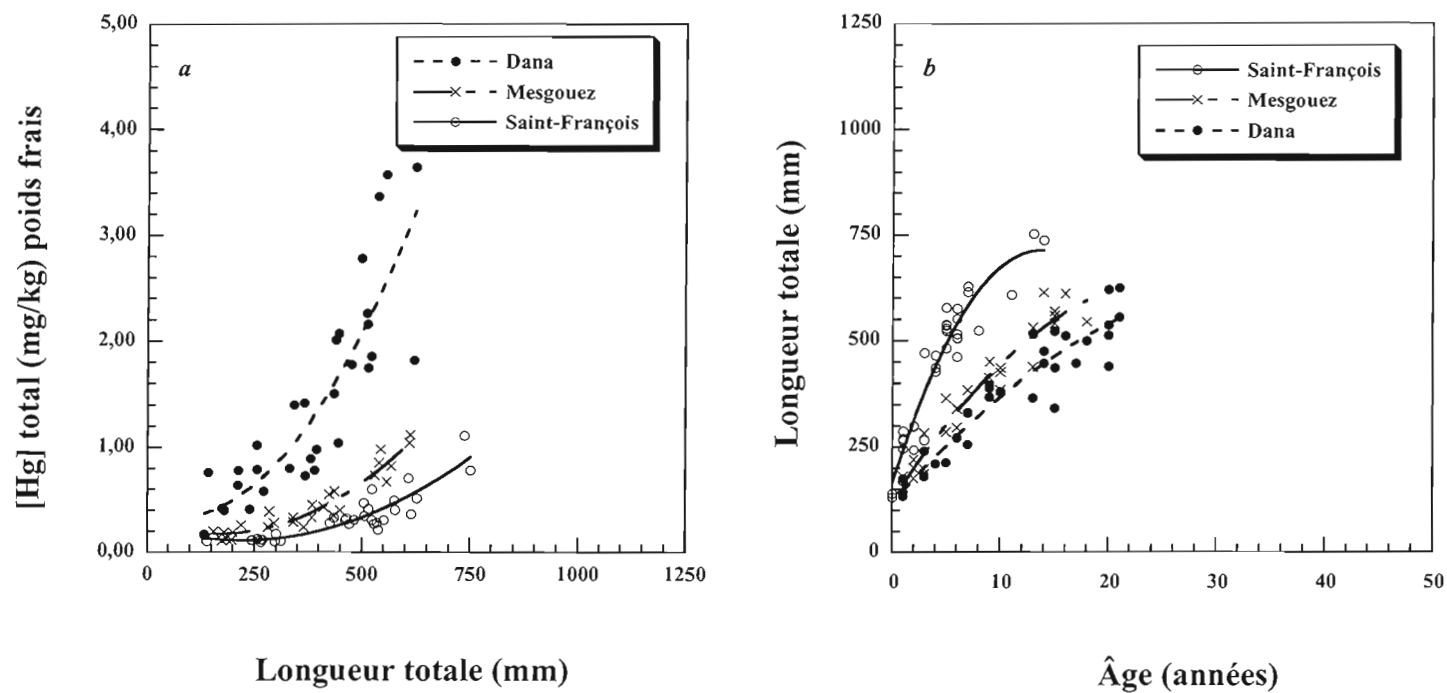 a
Dana
Mesgouez
Saint-François
5,00
4,00
3,00
2,00
1,00
0,00
[Hg] total (mg/kg) poids frais
0 250 500 750 1000 1250
Longueur totale (mm)
b
Saint-François
Mesgouez
Dana
1250
1000
750
500
250
0
Longueur totale (mm)
0 10 20 30 40 50
Âge (années)